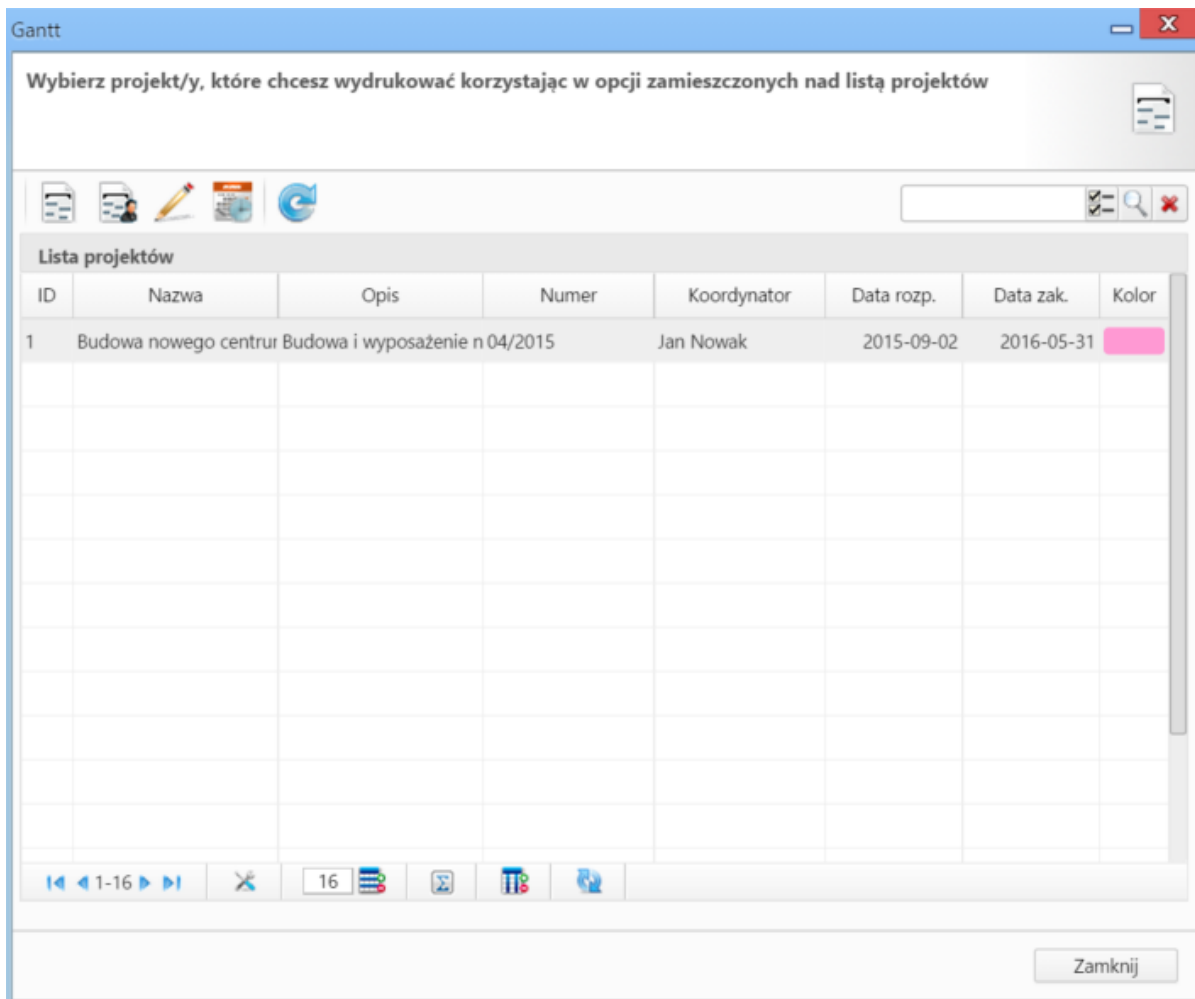 Gantt
Wybierz projekt/y, które chcesz wydrukować korzystając w opcji zamieszczonych nad listą projektów
Lista projektów
ID Nazwa Opis Numer Koordynator Data rozp. Data zak. Kolor
1 Budowa nowego centrur Budowa i wyposażenie n 04/2015 Jan Nowak 2015-09-02 2016-05-31
1-16 16
Zamknij